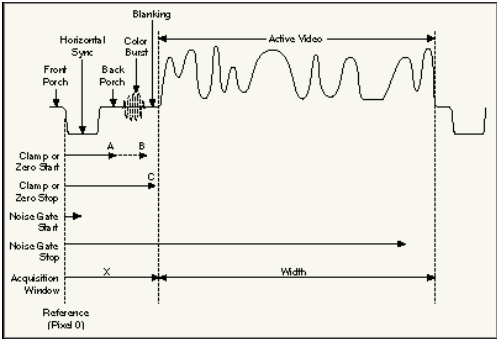 Blanking
Horizontal
Sync
Color
Burst
Active Video
Front
Porch
Back
Porch
Clamp or
Zero Start
A
B
Clamp or
Zero Stop
C
Noise Gate
Start
Noise Gate
Stop
Acquisition
Window
X
Width
Reference
(Pixel 0)